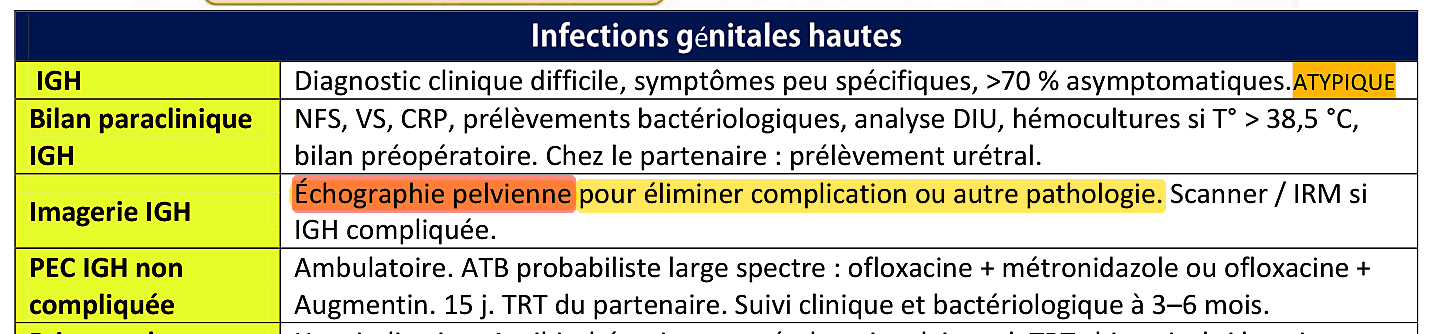 Infections génitales hautes
IGH
Diagnostic clinique difficile, symptômes peu spécifiques, >70 % asymptomatiques.ATYPIQUE
Bilan paraclinique
IGH
NFS, VS, CRP, prélèvements bactériologiques, analyse DIU, hémocultures si T° > 38,5 °C,
bilan préopératoire. Chez le partenaire : prélèvement urétral.
Imagerie IGH
Échographie pelvienne pour éliminer complication ou autre pathologie. Scanner / IRM si
IGH compliquée.
PEC IGH non
compliquée
Ambulatoire. ATB probabiliste large spectre : ofloxacine + métronidazole ou ofloxacine +
Augmentin. 15 j. TRT du partenaire. Suivi clinique et bactériologique à 3–6 mois.